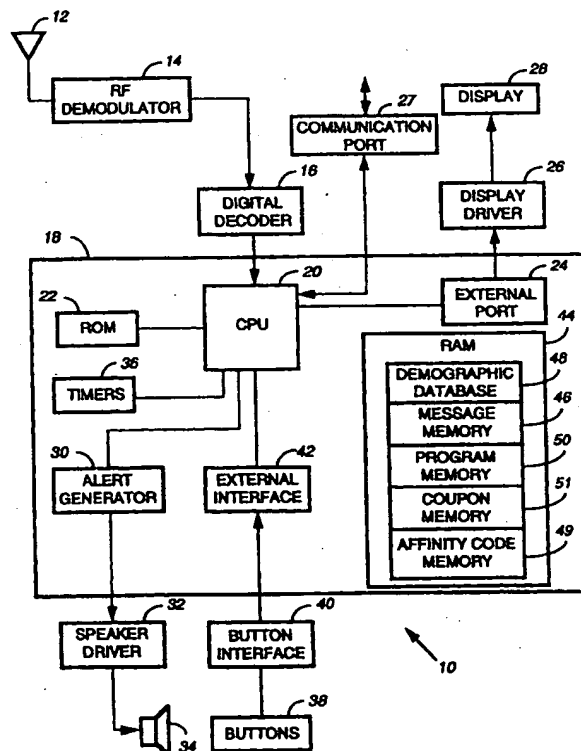 12
14
RF
DEMODULATOR
28
DISPLAY
27
COMMUNICATION
PORT
16
DIGITAL
DECODER
26
DISPLAY
DRIVER
18
20
CPU
24
EXTERNAL
PORT
22
ROM
44
RAM
36
TIMERS
48
DEMOGRAPHIC
DATABASE
46
MESSAGE
MEMORY
50
PROGRAM
MEMORY
51
COUPON
MEMORY
49
AFFINITY CODE
MEMORY
30
ALERT
GENERATOR
42
EXTERNAL
INTERFACE
32
SPEAKER
DRIVER
40
BUTTON
INTERFACE
10
34
38
BUTTONS